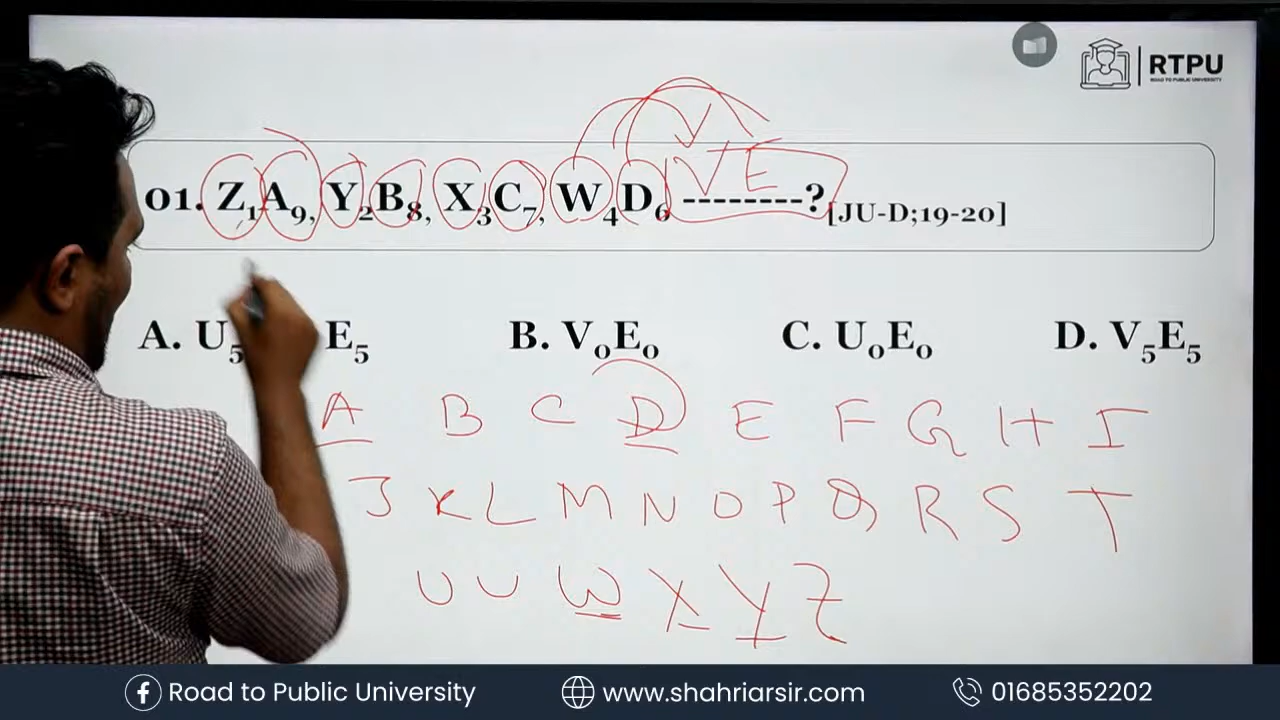 RTPU
ROAD TO PUBLIC UNIVERSITY
V E
01. Z₁A₉, Y₂B₈, X₃C₇, W₄D₆ --------? [JU-D;19-20]
A. U₅ E₅ B. V₀E₀ C. U₀E₀ D. V₅E₅
A B C D E F G H I
J K L M N O P Q R S T
U U W X Y Z
Road to Public University www.shahriarsir.com 01685352202